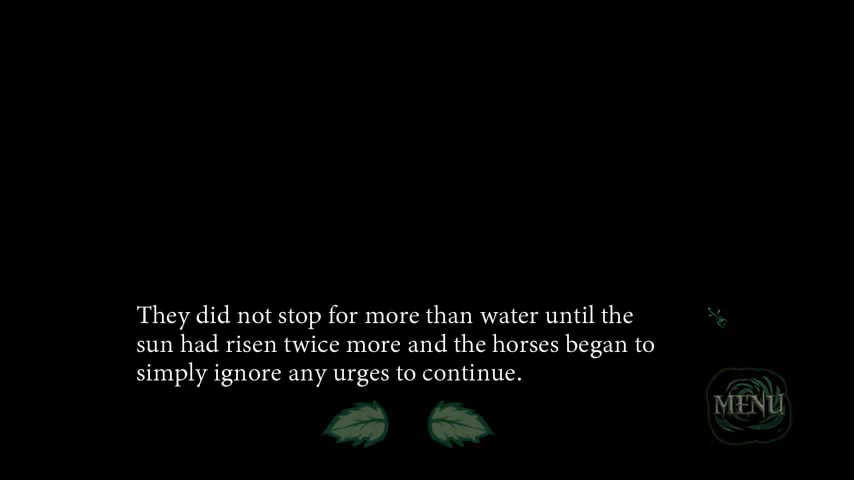 They did not stop for more than water until the
sun had risen twice more and the horses began to
simply ignore any urges to continue.
MENU